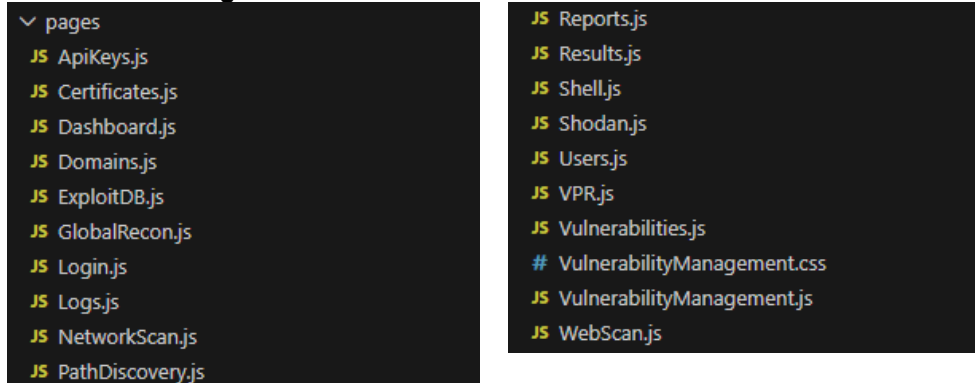 pages
JS ApiKeys.js
JS Certificates.js
JS Dashboard.js
JS Domains.js
JS ExploitDB.js
JS GlobalRecon.js
JS Login.js
JS Logs.js
JS NetworkScan.js
JS PathDiscovery.js
JS Reports.js
JS Results.js
JS Shell.js
JS Shodan.js
JS Users.js
JS VPR.js
JS Vulnerabilities.js
# VulnerabilityManagement.css
JS VulnerabilityManagement.js
JS WebScan.js